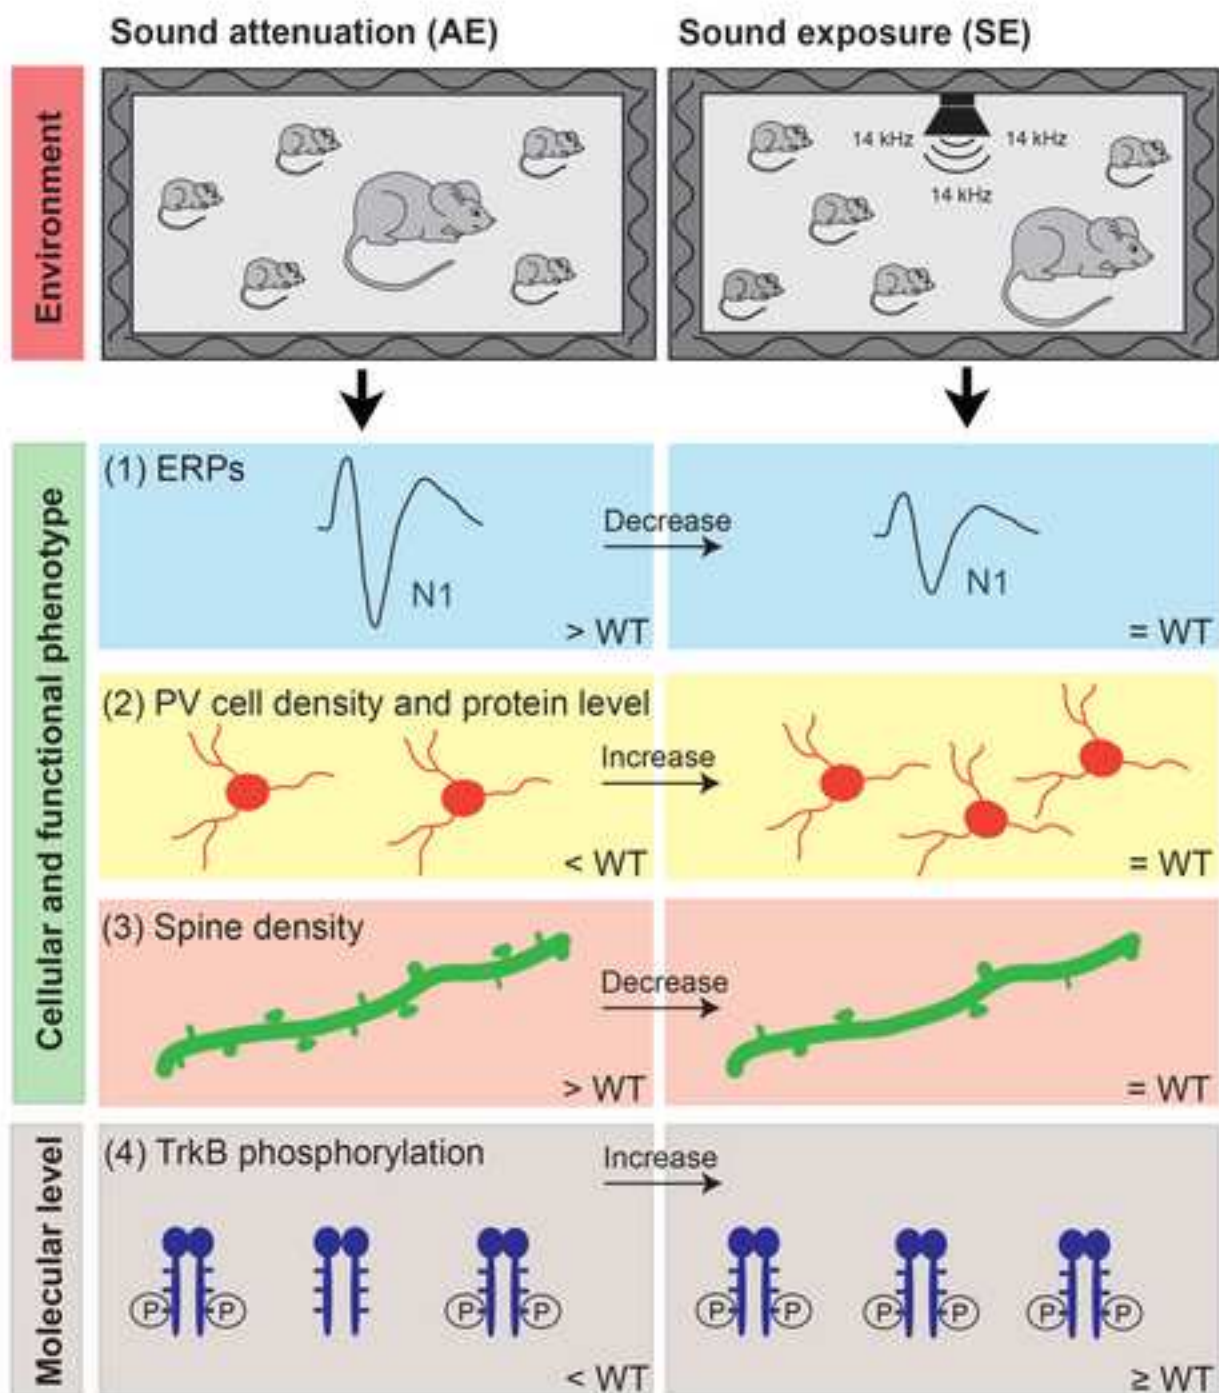 Sound attenuation (AE)
Sound exposure (SE)
Environment
14 kHz
14 kHz
14 kHz
Cellular and functional phenotype
(1) ERPs
N1
> WT
Decrease
N1
= WT
(2) PV cell density and protein level
< WT
Increase
= WT
(3) Spine density
> WT
Decrease
= WT
Molecular level
(4) TrkB phosphorylation
Increase
P P P P P P P P P P
< WT
≥ WT